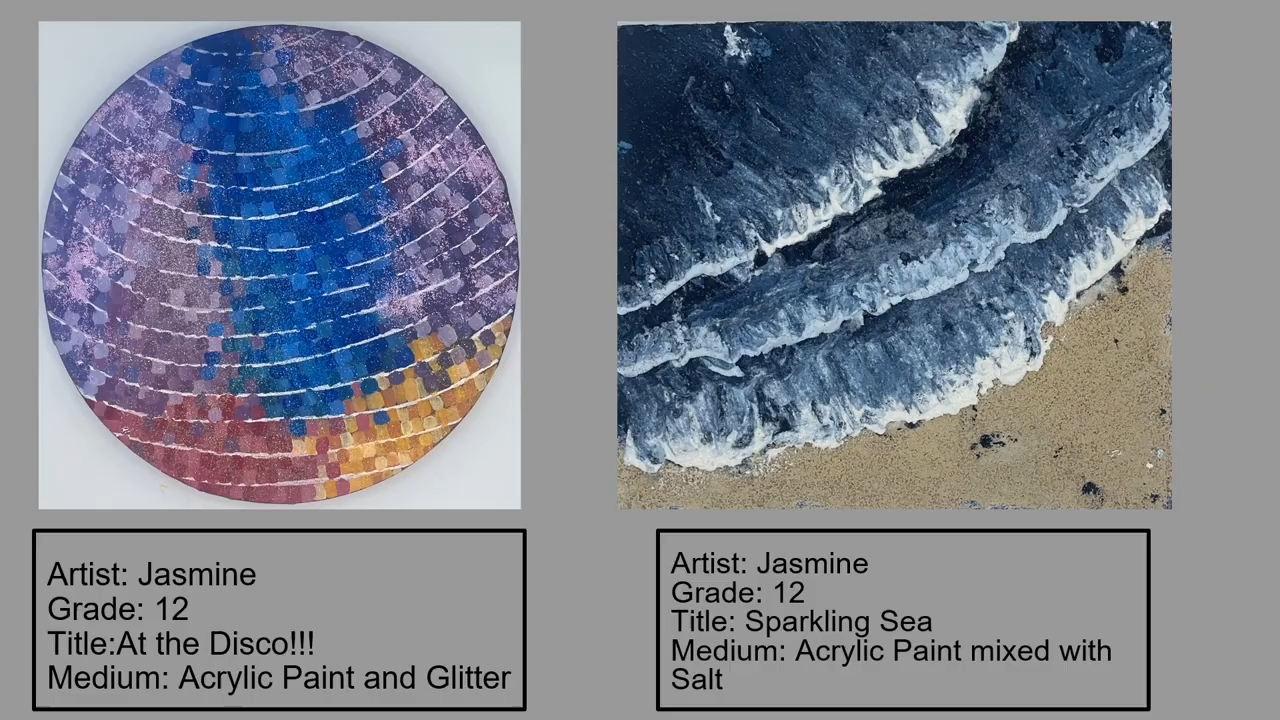 Artist: Jasmine
Grade: 12
Title:At the Disco!!!
Medium: Acrylic Paint and Glitter
Artist: Jasmine
Grade: 12
Title: Sparkling Sea
Medium: Acrylic Paint mixed with
Salt